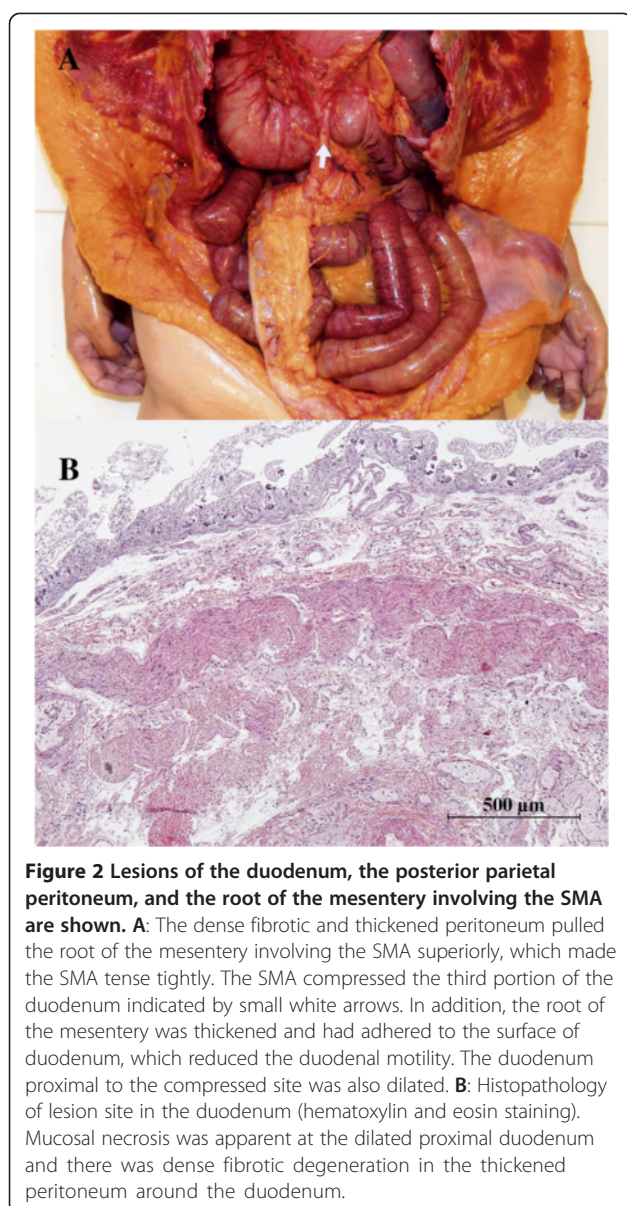 A
B
500 µm
Figure 2 Lesions of the duodenum, the posterior parietal
peritoneum, and the root of the mesentery involving the SMA
are shown. A: The dense fibrotic and thickened peritoneum pulled
the root of the mesentery involving the SMA superiorly, which made
the SMA tense tightly. The SMA compressed the third portion of the
duodenum indicated by small white arrows. In addition, the root of
the mesentery was thickened and had adhered to the surface of
duodenum, which reduced the duodenal motility. The duodenum
proximal to the compressed site was also dilated. B: Histopathology
of lesion site in the duodenum (hematoxylin and eosin staining).
Mucosal necrosis was apparent at the dilated proximal duodenum
and there was dense fibrotic degeneration in the thickened
peritoneum around the duodenum.